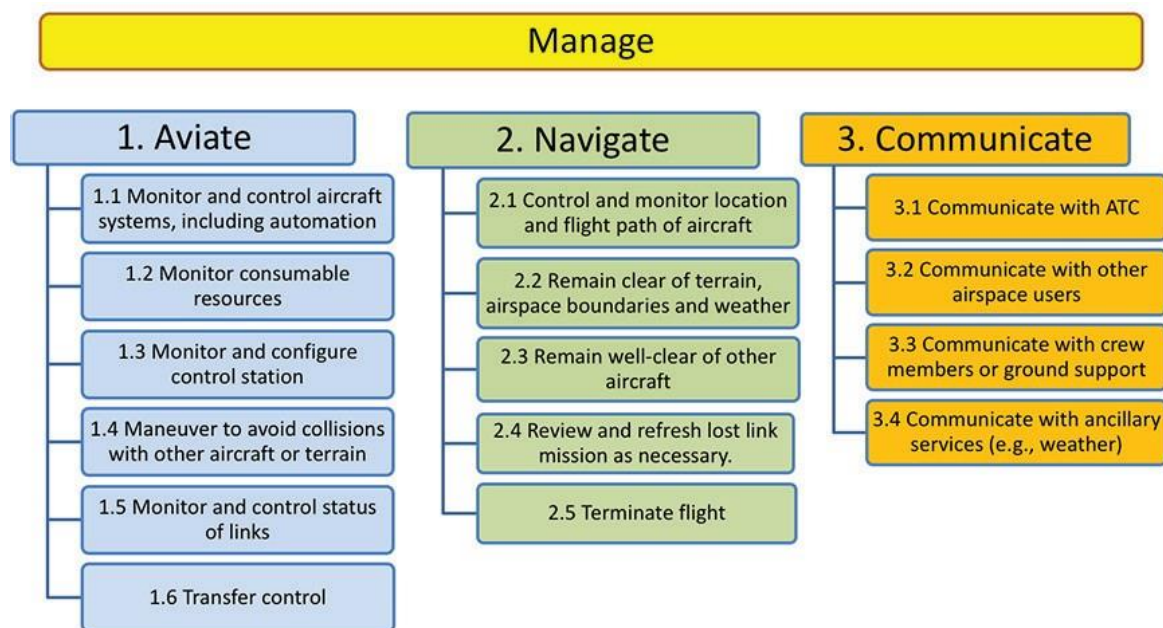 Manage
1. Aviate
1.1 Monitor and control aircraft
systems, including automation
1.2 Monitor consumable
resources
1.3 Monitor and configure
control station
1.4 Maneuver to avoid collisions
with other aircraft or terrain
1.5 Monitor and control status
of links
1.6 Transfer control
2. Navigate
2.1 Control and monitor location
and flight path of aircraft
2.2 Remain clear of terrain,
airspace boundaries and weather
2.3 Remain well-clear of other
aircraft
2.4 Review and refresh lost link
mission as necessary.
2.5 Terminate flight
3. Communicate
3.1 Communicate with ATC
3.2 Communicate with other
airspace users
3.3 Communicate with crew
members or ground support
3.4 Communicate with ancillary
services (e.g., weather)